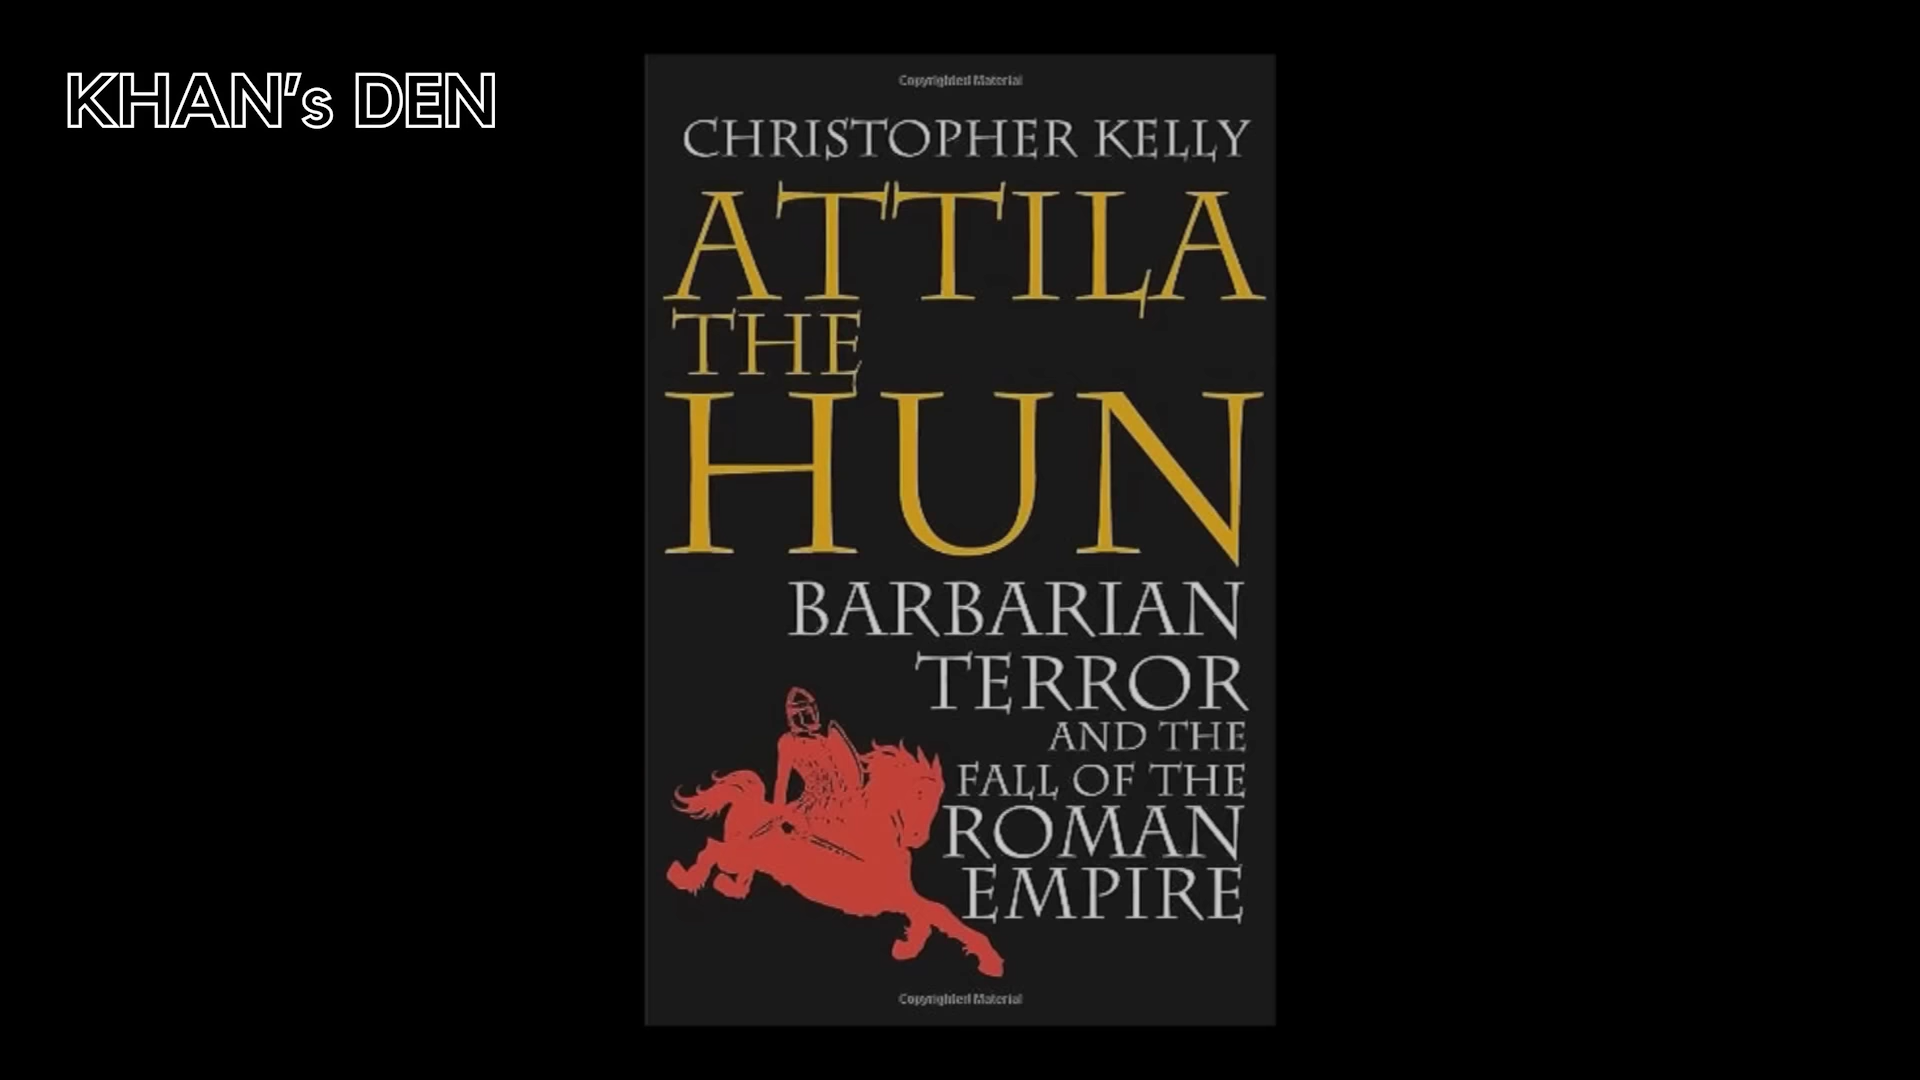 KHAN's DEN
Copyrighted Material
CHRISTOPHER KELLY
ATTILA
THE
HUN
BARBARIAN
TERROR
AND THE
FALL OF THE
ROMAN
EMPIRE
Copyrighted Material